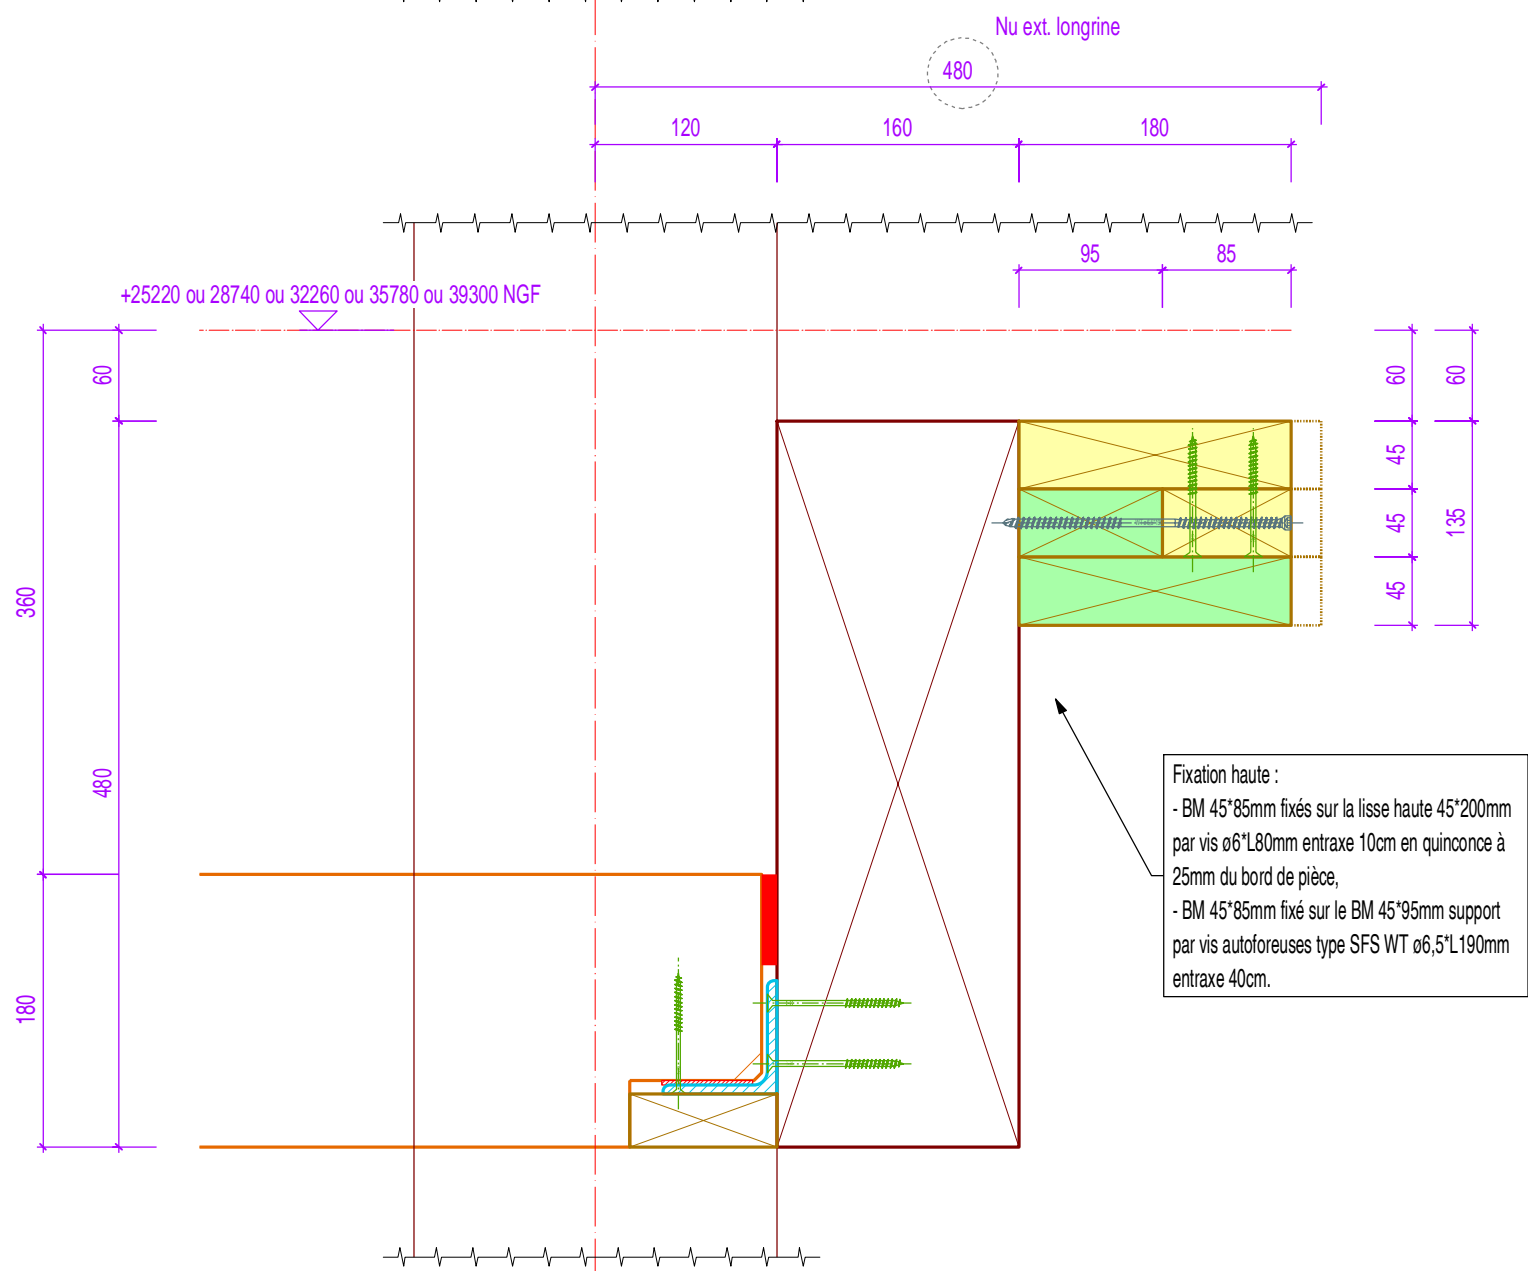 Nu ext. longrine
480
120
160
180
95
85
+25220 ou 28740 ou 32260 ou 35780 ou 39300 NGF
60
480
360
180
60
45
45
45
60
135
Fixation haute :
- BM 45*85mm fixés sur la lisse haute 45*200mm
par vis ø6*L80mm entraxe 10cm en quinconce à
25mm du bord de pièce,
- BM 45*85mm fixé sur le BM 45*95mm support
par vis autoforeuses type SFS WT ø6,5*L190mm
entraxe 40cm.